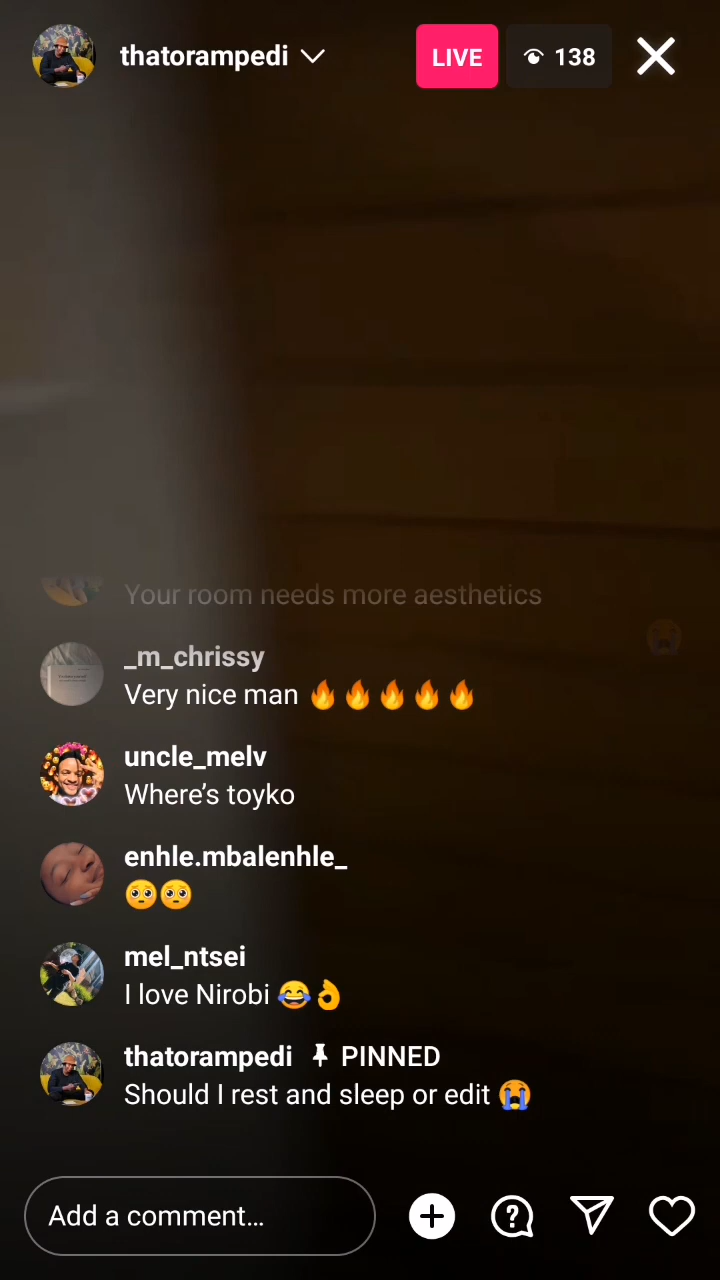 thatorampedi
LIVE
138
Your room needs more aesthetics
_m_chrissy
Very nice man 🔥🔥🔥🔥🔥
uncle_melv
Where’s toyko
enhle.mbalenhle_
🥺🥺
mel_ntsei
I love Nirobi 😂👌
thatorampedi PINNED
Should I rest and sleep or edit 😭
Add a comment…